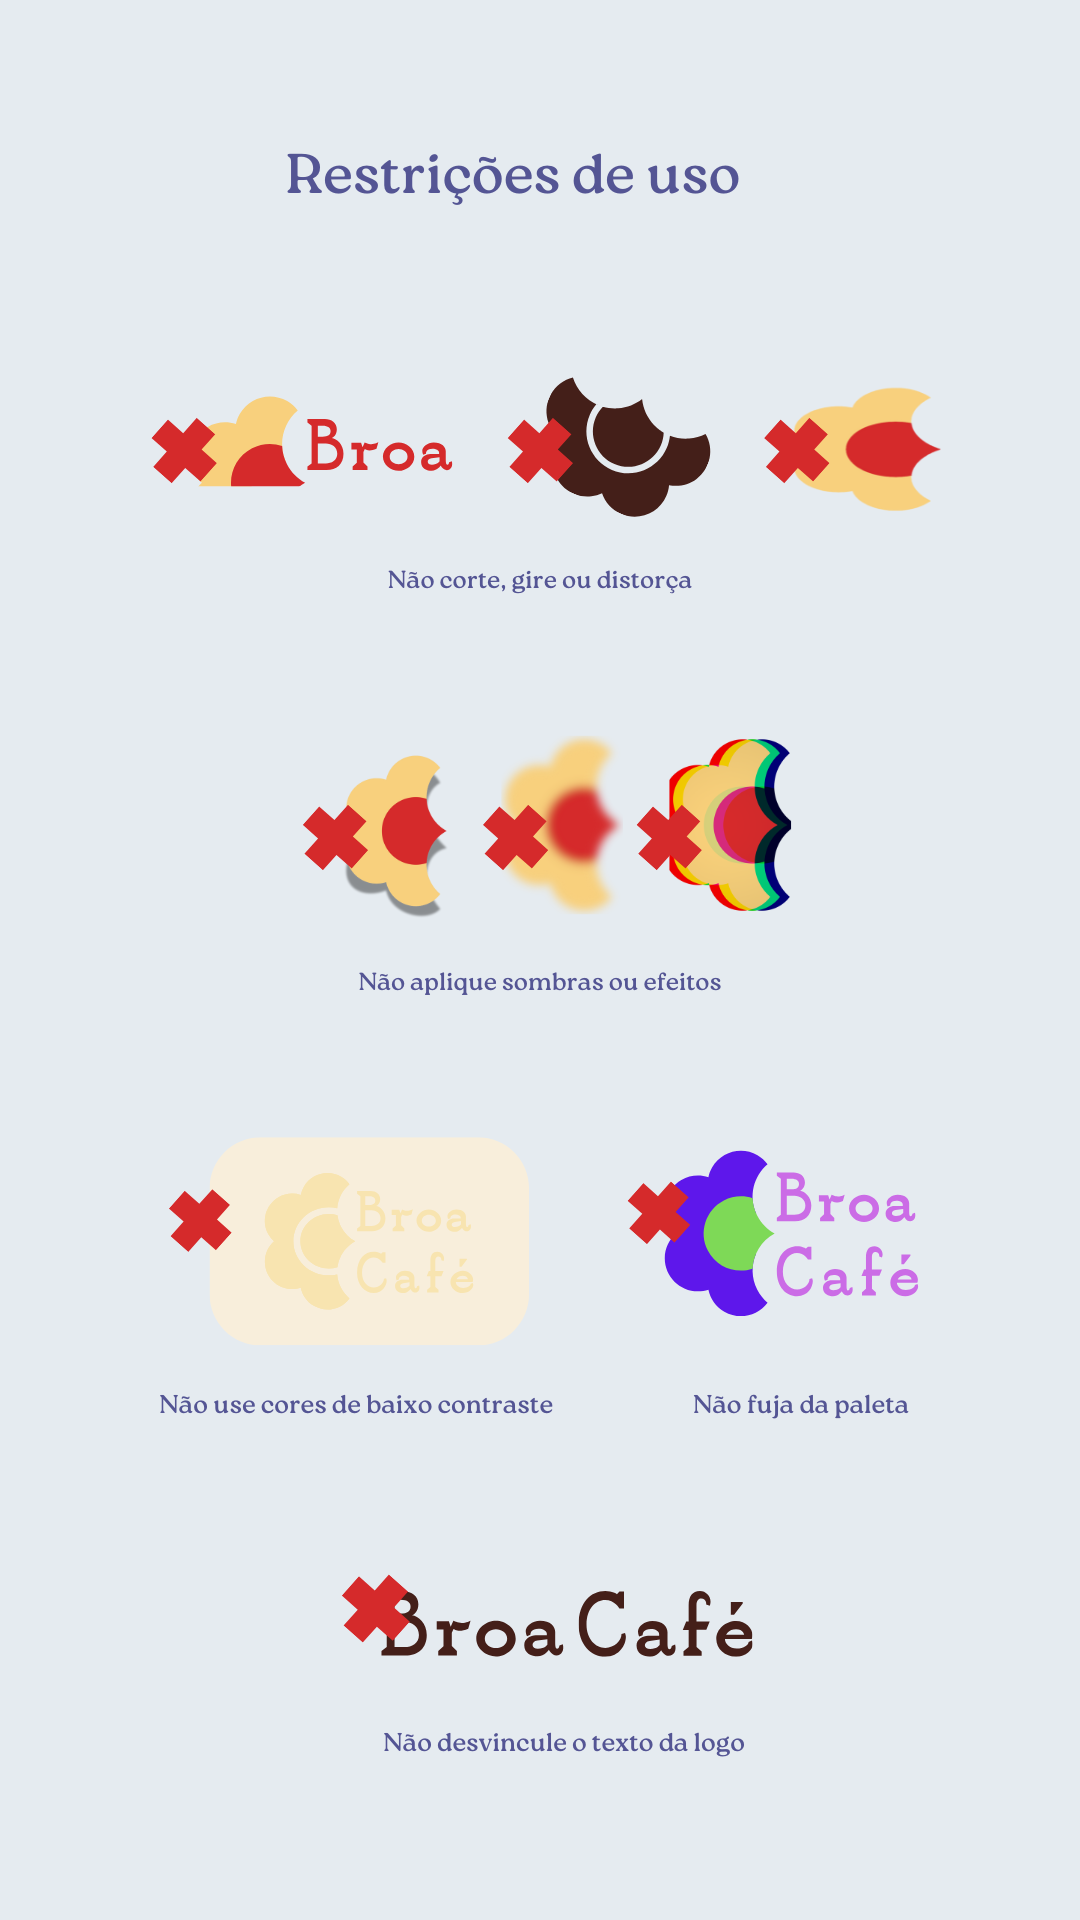 Restrições de uso
Broa
Não corte, gire ou distorça
Não aplique sombras ou efeitos
Broa
Café
Broa
Café
Não use cores de baixo contraste
Não fuja da paleta
Broa Café
Não desvincule o texto da logo